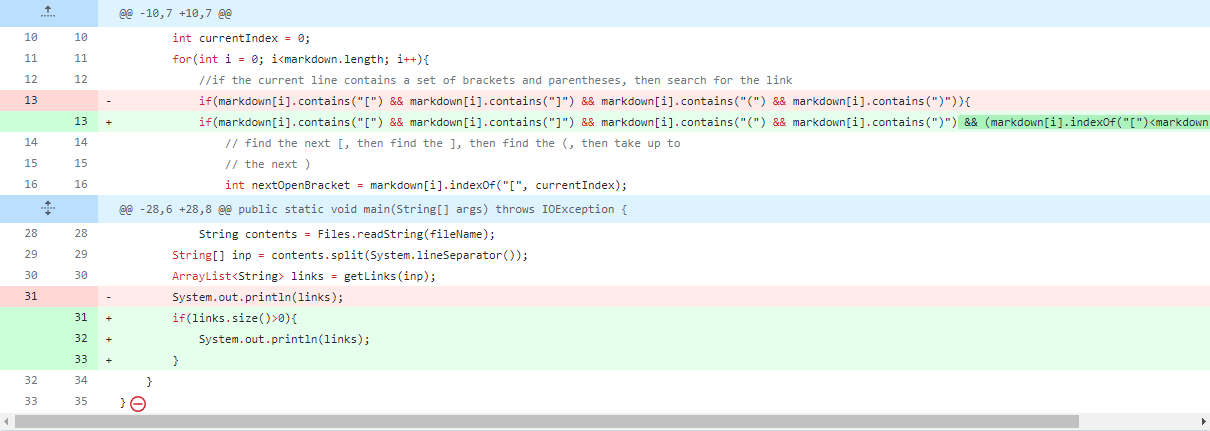 @@ -10,7 +10,7 @@
10 10 int currentIndex = 0;
11 11 for(int i = 0; i<markdown.length; i++){
12 12 //if the current line contains a set of brackets and parentheses, then search for the link
13 - if(markdown[i].contains("[") && markdown[i].contains("]") && markdown[i].contains("(") && markdown[i].contains(")")){
13 + if(markdown[i].contains("[") && markdown[i].contains("]") && markdown[i].contains("(") && markdown[i].contains(")") && (markdown[i].indexOf("[")<markdown
14 14 // find the next [, then find the ], then find the (, then take up to
15 15 // the next )
16 16 int nextOpenBracket = markdown[i].indexOf("[", currentIndex);
@@ -28,6 +28,8 @@ public static void main(String[] args) throws IOException {
28 28 String contents = Files.readString(fileName);
29 29 String[] inp = contents.split(System.lineSeparator());
30 30 ArrayList<String> links = getLinks(inp);
31 - System.out.println(links);
31 + if(links.size()>0){
32 + System.out.println(links);
33 + }
32 34 }
33 35 }